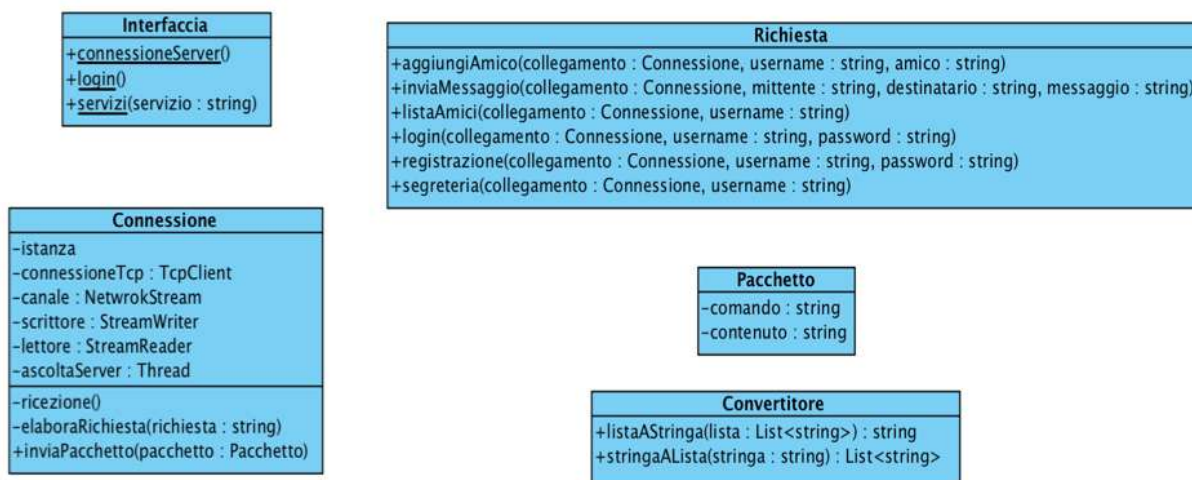 Interfaccia
+connessioneServer()
+login()
+servizi(servizio : string)
Richiesta
+aggiungiAmico(collegamento : Connessione, username : string, amico : string)
+inviaMessaggio(collegamento : Connessione, mittente : string, destinatario : string, messaggio : string)
+listaAmici(collegamento : Connessione, username : string)
+login(collegamento : Connessione, username : string, password : string)
+registrazione(collegamento : Connessione, username : string, password : string)
+segreteria(collegamento : Connessione, username : string)
Connessione
-istanza
-connessioneTcp : TcpClient
-canale : NetwrokStream
-scrittore : StreamWriter
-lettore : StreamReader
-ascoltaServer : Thread
-ricezione()
-elaboraRichiesta(richiesta : string)
+inviaPacchetto(pacchetto : Pacchetto)
Pacchetto
-comando : string
-contenuto : string
Convertitore
+listaAStringa(lista : List<string>) : string
+stringaALista(stringa : string) : List<string>